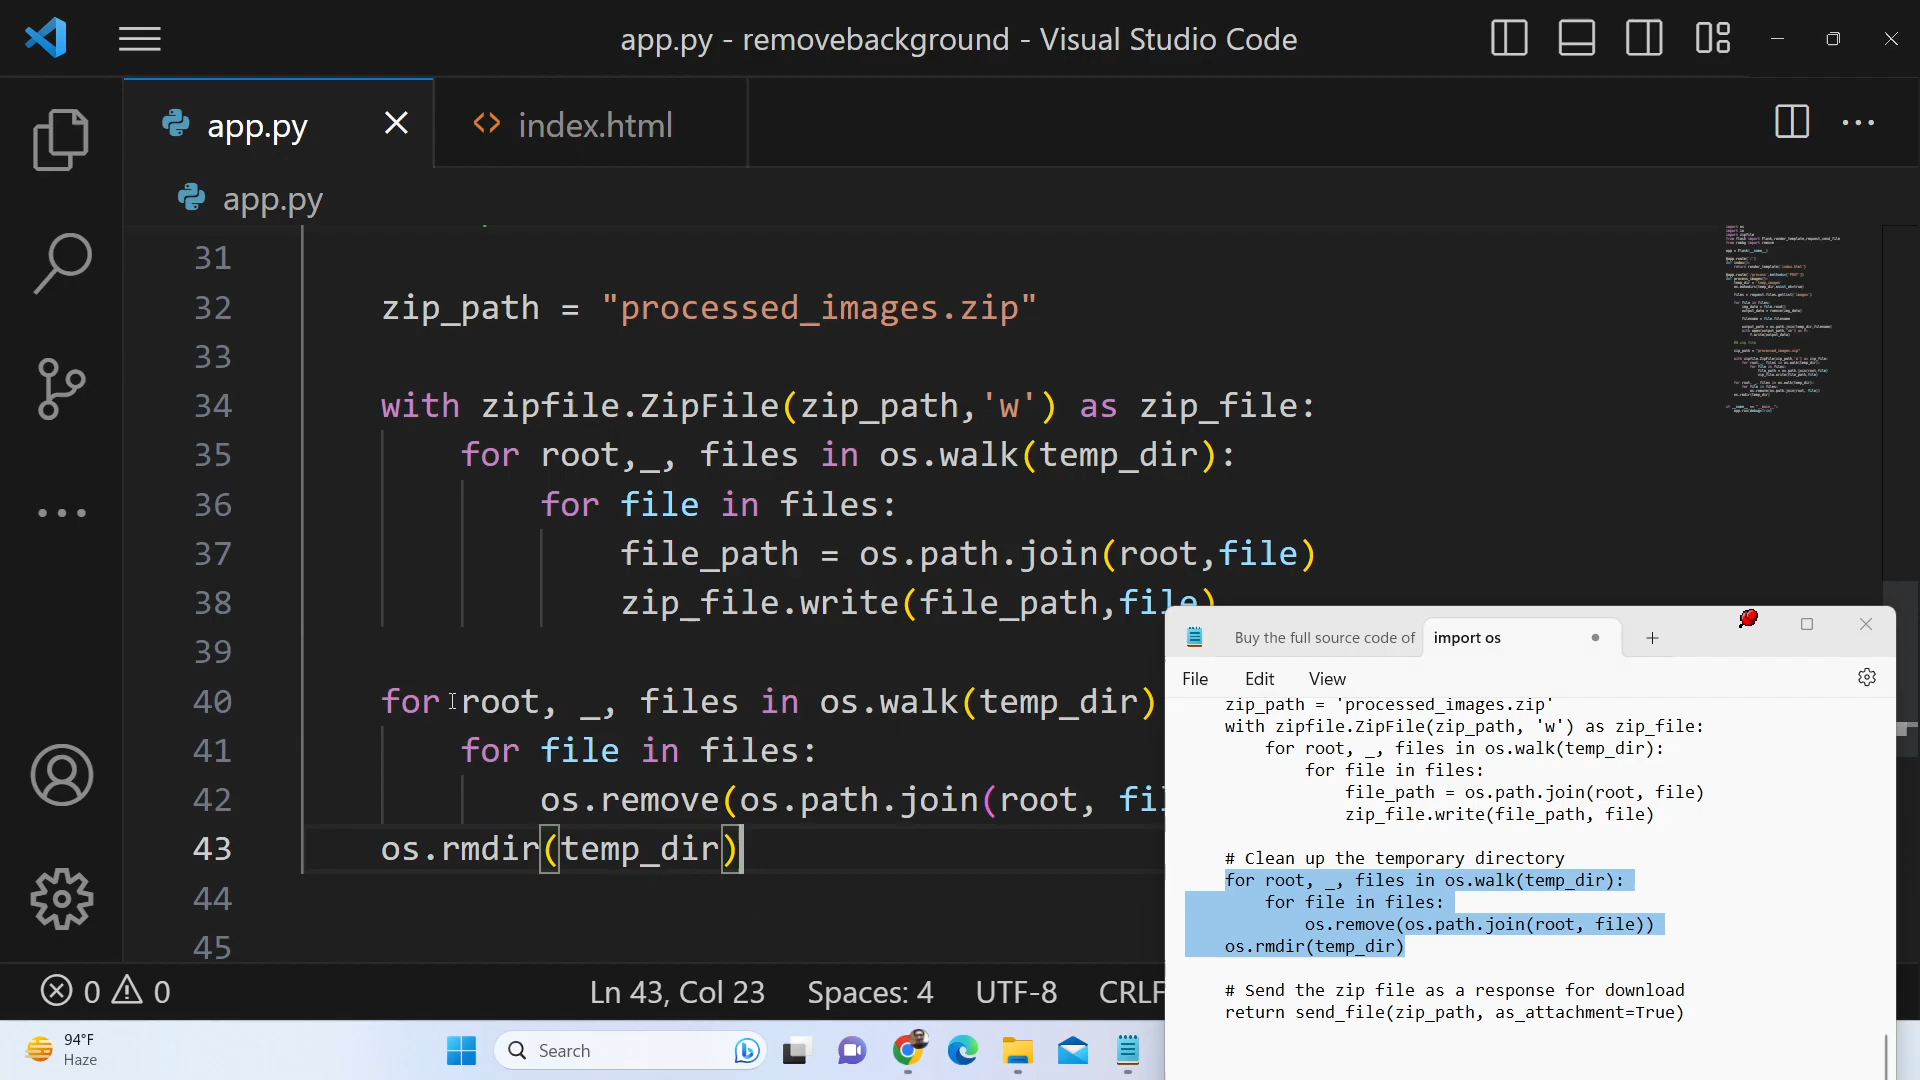 app.py - removebackground - Visual Studio Code
app.py
index.html
app.py
31
32 zip_path = "processed_images.zip"
33
34 with zipfile.ZipFile(zip_path,'w') as zip_file:
35 for root,_, files in os.walk(temp_dir):
36 for file in files:
37 file_path = os.path.join(root,file)
38 zip_file.write(file_path,file)
39
40 for root, _, files in os.walk(temp_dir)
41 for file in files:
42 os.remove(os.path.join(root, fil
43 os.rmdir(temp_dir)
44
45
Buy the full source code of
import os
File Edit View
zip_path = 'processed_images.zip'
with zipfile.ZipFile(zip_path, 'w') as zip_file:
for root, _, files in os.walk(temp_dir):
for file in files:
file_path = os.path.join(root, file)
zip_file.write(file_path, file)
# Clean up the temporary directory
for root, _, files in os.walk(temp_dir):
for file in files:
os.remove(os.path.join(root, file))
os.rmdir(temp_dir)
# Send the zip file as a response for download
return send_file(zip_path, as_attachment=True)
0 0 Ln 43, Col 23 Spaces: 4 UTF-8 CRLF
94°F
Haze
Search